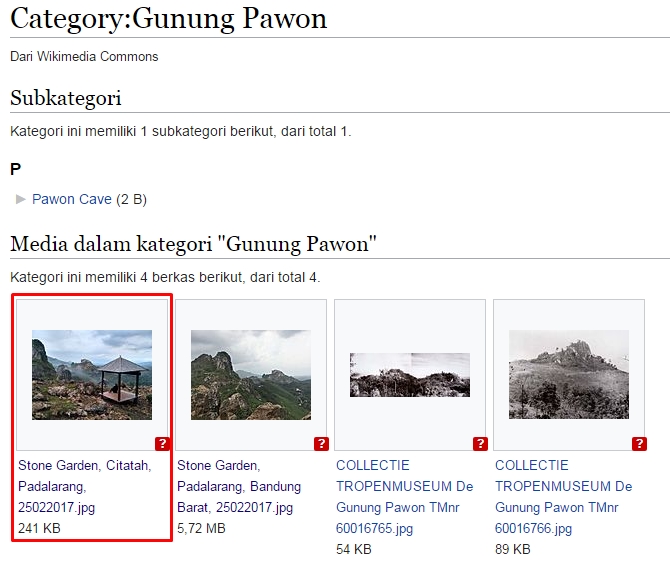 Category:Gunung Pawon
Dari Wikimedia Commons
Subkategori
Kategori ini memiliki 1 subkategori berikut, dari total 1.
P
Pawon Cave (2 B)
Media dalam kategori "Gunung Pawon"
Kategori ini memiliki 4 berkas berikut, dari total 4.
?
Stone Garden, Citatah,
Padalarang,
25022017.jpg
241 KB
?
Stone Garden,
Padalarang, Bandung
Barat, 25022017.jpg
5,72 MB
?
COLLECTIE
TROPENMUSEUM De
Gunung Pawon TMnr
60016765.jpg
54 KB
?
COLLECTIE
TROPENMUSEUM De
Gunung Pawon TMnr
60016766.jpg
89 KB